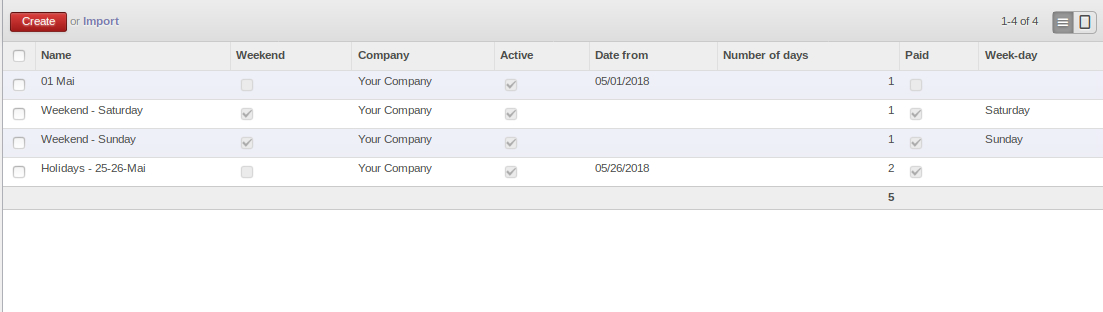 Create or Import 1-4 of 4
Name Weekend Company Active Date from Number of days Paid Week-day
01 Mai Your Company 05/01/2018 1
Weekend - Saturday Your Company 1 Saturday
Weekend - Sunday Your Company 1 Sunday
Holidays - 25-26-Mai Your Company 05/26/2018 2
5